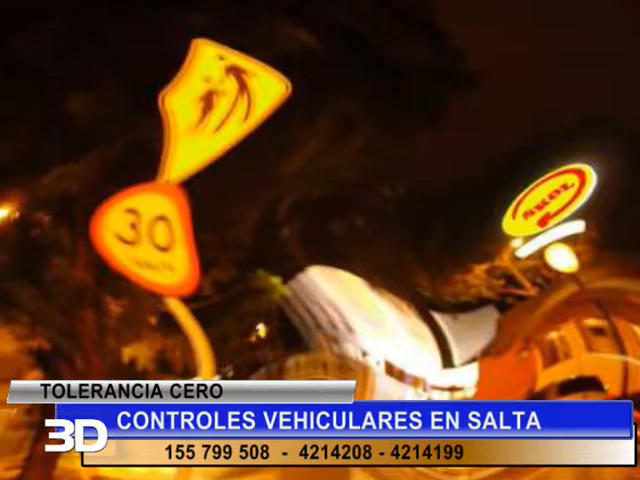 30
SKOL
TOLERANCIA CERO
CONTROLES VEHICULARES EN SALTA
3D
155 799 508 - 4214208 - 4214199